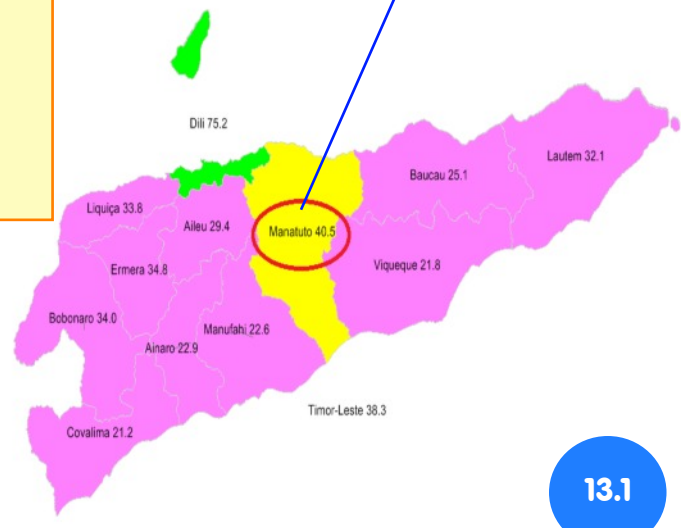 Dili 75.2
Lautem 32.1
Baucau 25.1
Liquiça 33.8
Aileu 29.4
Manatuto 40.5
Ermera 34.8
Viqueque 21.8
Bobonaro 34.0
Manufahi 22.6
Ainaro 22.9
Timor-Leste 38.3
Covalima 21.2
13.1